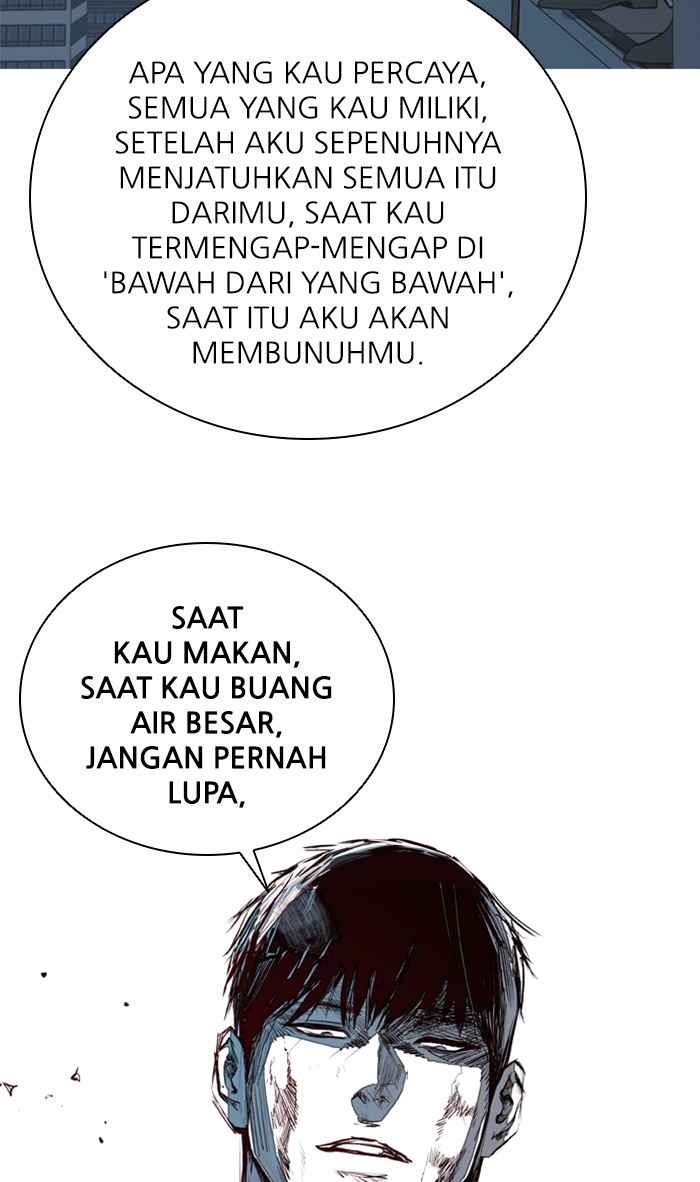 APA YANG KAU PERCAYA,
SEMUA YANG KAU MILIKI,
SETELAH AKU SEPENUHNYA
MENJATUHKAN SEMUA ITU
DARIMU, SAAT KAU
TERMENGAP-MENGAP DI
'BAWAH DARI YANG BAWAH',
SAAT ITU AKU AKAN
MEMBUNUHMU.
SAAT
KAU MAKAN,
SAAT KAU BUANG
AIR BESAR,
JANGAN PERNAH
LUPA,